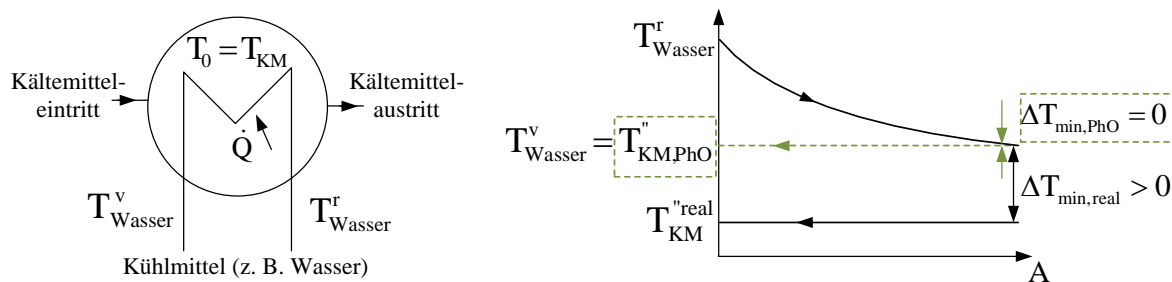 T₀ = T_KM
Kältemittel-
eintritt
Kältemittel-
austritt
Q̇
T^v_Wasser
T^r_Wasser
Kühlmittel (z. B. Wasser)
T^r_Wasser
T^v_Wasser = T^"_KM,PhO
ΔT_min,PhO = 0
ΔT_min,real > 0
T^"real_KM
A